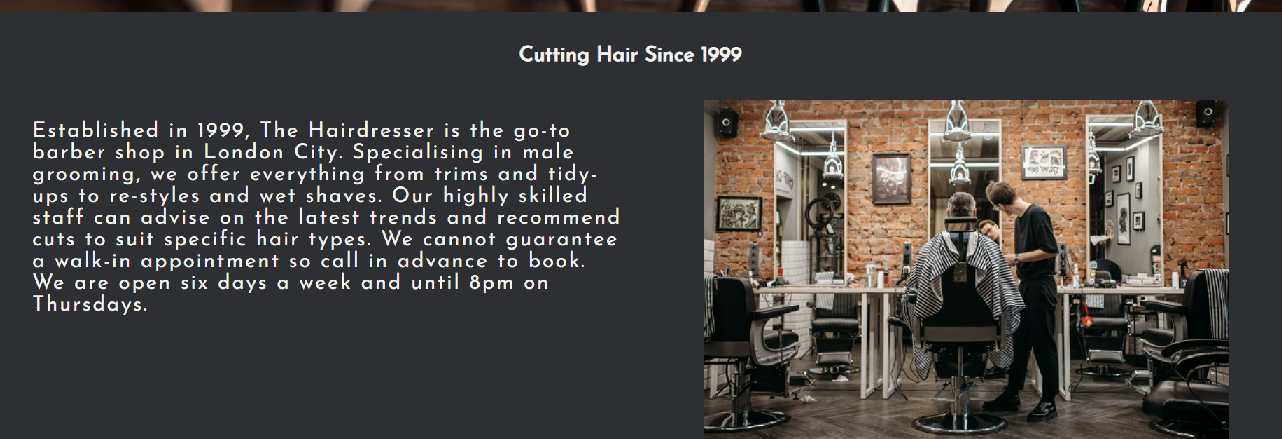 Cutting Hair Since 1999
Established in 1999, The Hairdresser is the go-to
barber shop in London City. Specialising in male
grooming, we offer everything from trims and tidy-
ups to re-styles and wet shaves. Our highly skilled
staff can advise on the latest trends and recommend
cuts to suit specific hair types. We cannot guarantee
a walk-in appointment so call in advance to book.
We are open six days a week and until 8pm on
Thursdays.